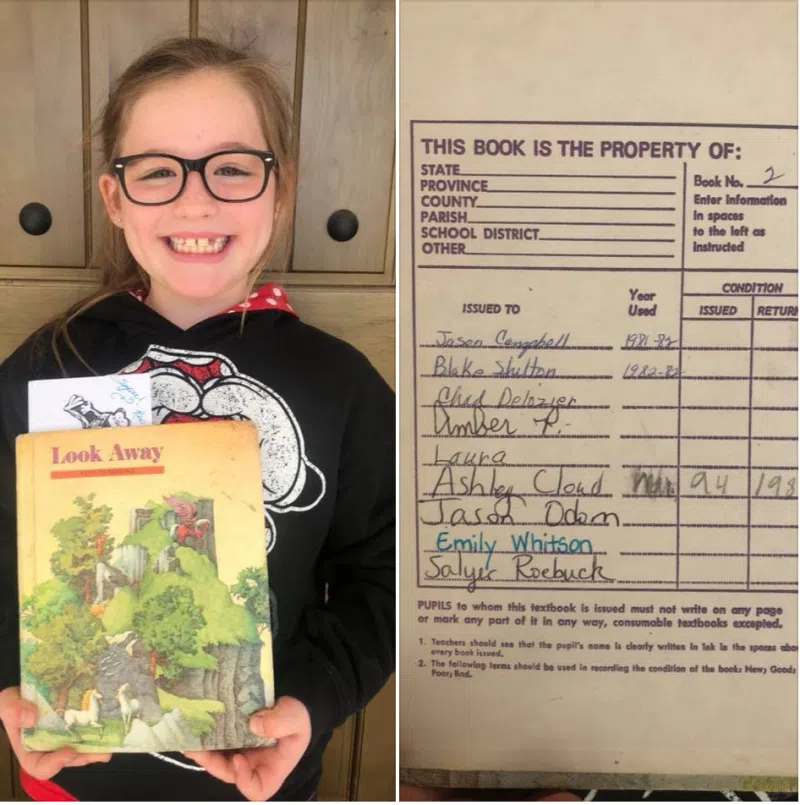 Look Away
THIS BOOK IS THE PROPERTY OF:
STATE
PROVINCE
COUNTY
PARISH
SCHOOL DISTRICT
OTHER
Book No. 2
Enter information
in spaces
to the left as
instructed
ISSUED TO
Year
Used
CONDITION
ISSUED
RETUR
Jason Campbell 1981-82
Blake Shelton 1982-82
Chad Delozier
Amber P.
Laura
Ashley Cloud 94 198
Jason Odom
Emily Whitson
Salyer Roebuck
PUPILS to whom this textbook is issued must not write on any page
or mark any part of it in any way, consumable textbooks excepted.
1. Teachers should see that the pupil's name is clearly written in ink in the spaces abo
every book issued.
2. The following terms should be used in recording the condition of the book: New; Good;
Poor; Bad.